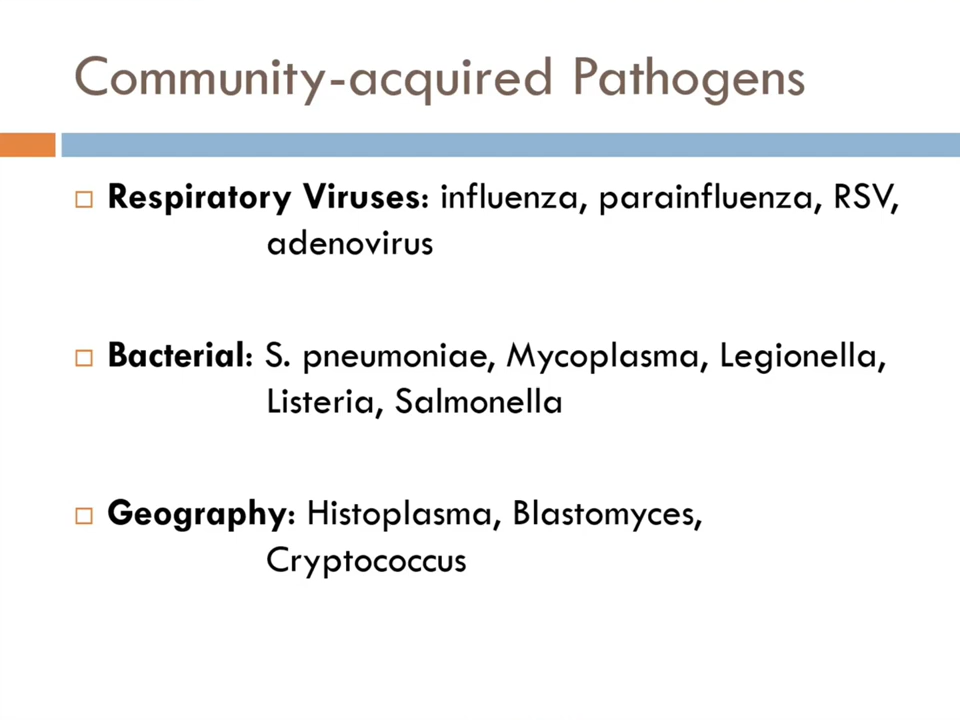 Community-acquired Pathogens
Respiratory Viruses: influenza, parainfluenza, RSV,
adenovirus
Bacterial: S. pneumoniae, Mycoplasma, Legionella,
Listeria, Salmonella
Geography: Histoplasma, Blastomyces,
Cryptococcus